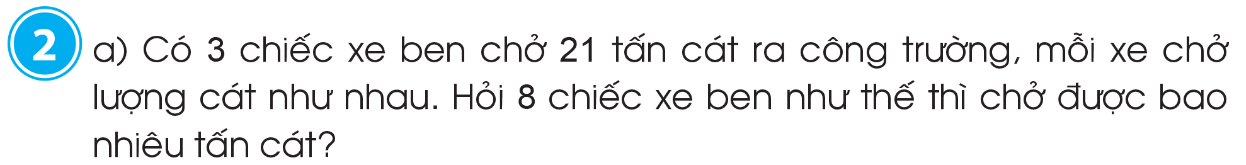 2 a) Có 3 chiếc xe ben chở 21 tấn cát ra công trường, mỗi xe chở
lượng cát như nhau. Hỏi 8 chiếc xe ben như thế thì chở được bao
nhiêu tấn cát?